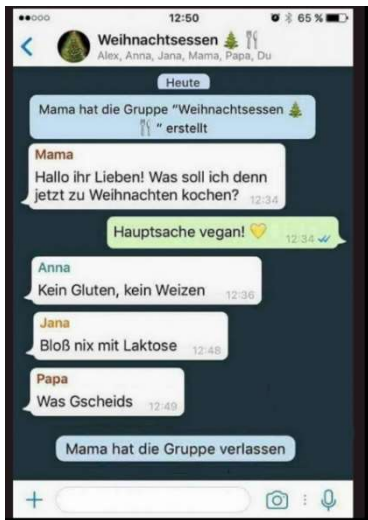 12:50 65 %
Weihnachtsessen 🎄🍴
Alex, Anna, Jana, Mama, Papa, Du
Heute
Mama hat die Gruppe "Weihnachtsessen 🎄
🍴 " erstellt
Mama
Hallo ihr Lieben! Was soll ich denn
jetzt zu Weihnachten kochen? 12:34
Hauptsache vegan! 💛 12:34
Anna
Kein Gluten, kein Weizen 12:36
Jana
Bloß nix mit Laktose 12:48
Papa
Was Gscheids 12:49
Mama hat die Gruppe verlassen